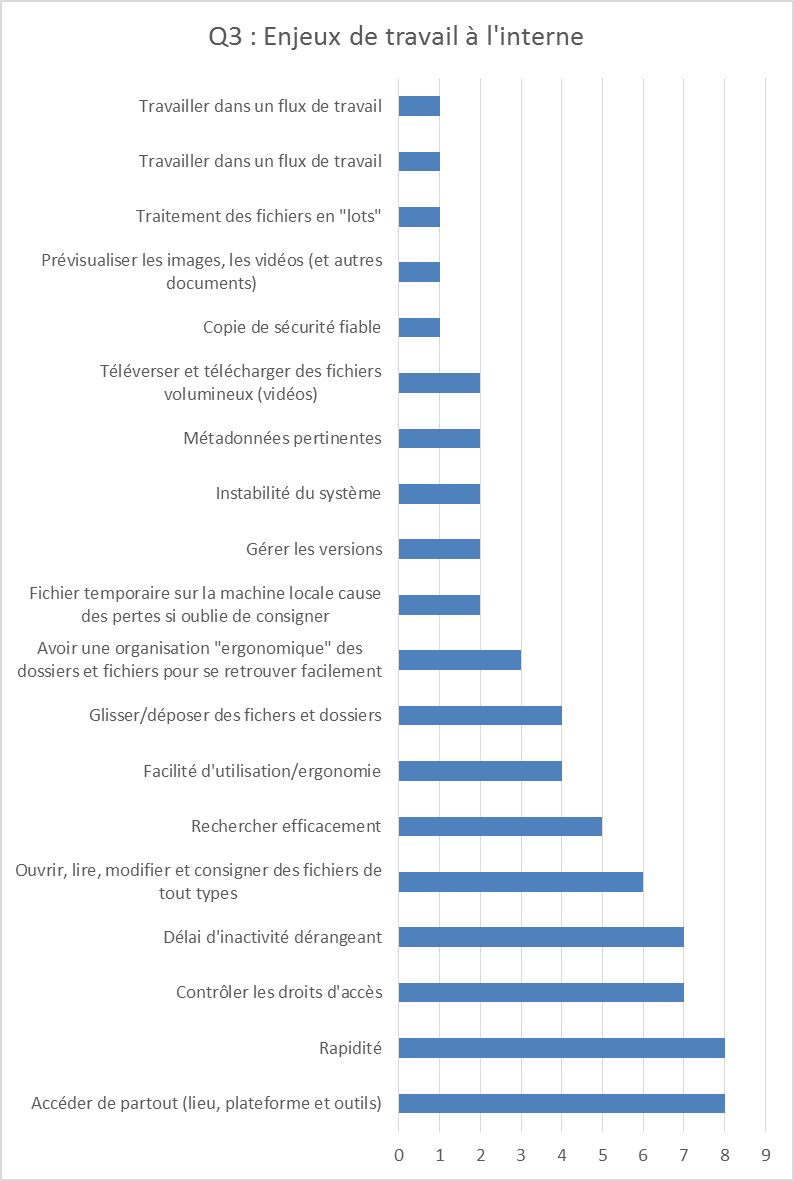 Q3 : Enjeux de travail à l'interne
Travailler dans un flux de travail
Travailler dans un flux de travail
Traitement des fichiers en "lots"
Prévisualiser les images, les vidéos (et autres
documents)
Copie de sécurité fiable
Téléverser et télécharger des fichiers
volumineux (vidéos)
Métadonnées pertinentes
Instabilité du système
Gérer les versions
Fichier temporaire sur la machine locale cause
des pertes si oublie de consigner
Avoir une organisation "ergonomique" des
dossiers et fichiers pour se retrouver facilement
Glisser/déposer des fichers et dossiers
Facilité d'utilisation/ergonomie
Rechercher efficacement
Ouvrir, lire, modifier et consigner des fichiers de
tout types
Délai d'inactivité dérangeant
Contrôler les droits d'accès
Rapidité
Accéder de partout (lieu, plateforme et outils)
0 1 2 3 4 5 6 7 8 9